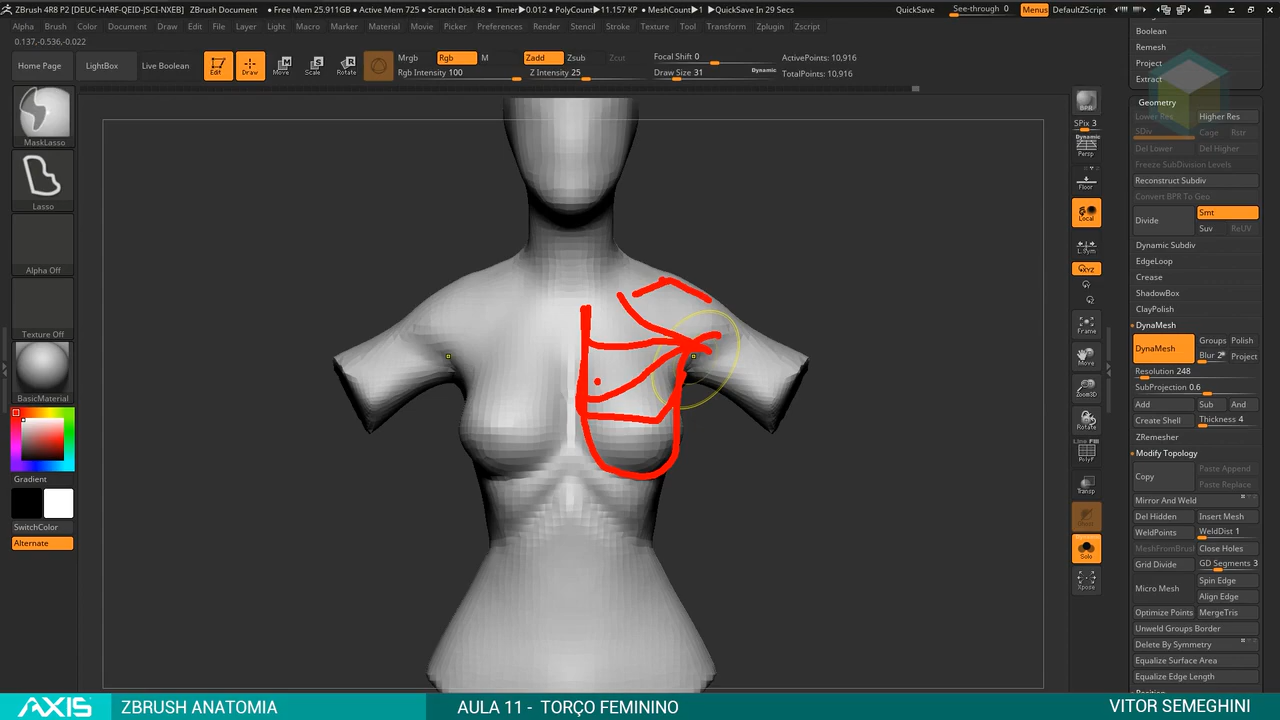 ZBrush 4R8 P2 [DEUC-HARF-QEID-JSCI-NXEB] ZBrush Document • Free Mem 25.911GB • Active Mem 725 • Scratch Disk 48 • Timer▶0.012 • PolyCount▶11.157 KP • MeshCount▶1 ▶QuickSave In 29 Secs QuickSave See-through 0 Menus DefaultZScript
Alpha Brush Color Document Draw Edit File Layer Light Macro Marker Material Movie Picker Preferences Render Stencil Stroke Texture Tool Transform Zplugin Zscript
0.137,-0.536,-0.022
Home Page LightBox Live Boolean Edit Draw Move Scale Rotate
Mrgb Rgb M Zadd Zsub Zcut Focal Shift 0 ActivePoints: 10,916
Rgb Intensity 100 Z Intensity 25 Draw Size 31 Dynamic TotalPoints: 10,916
MaskLasso
Lasso
Alpha Off
Texture Off
BasicMaterial
Gradient
SwitchColor
Alternate
BPR
SPix 3
Dynamic
Persp
Floor
Local
L.Sym
XYZ
Frame
Move
Zoom3D
Rotate
Line Fill
PolyF
Transp
Solo
Xpose
Boolean
Remesh
Project
Extract
Geometry
Lower Res Higher Res
SDiv Cage Rstr
Del Lower Del Higher
Freeze SubDivision Levels
Reconstruct Subdiv
Convert BPR To Geo
Divide Smt
Suv ReUV
Dynamic Subdiv
EdgeLoop
Crease
ShadowBox
ClayPolish
DynaMesh
DynaMesh Groups Polish
Blur 2 Project
Resolution 248
SubProjection 0.6
Add Sub And
Create Shell Thickness 4
ZRemesher
Modify Topology
Copy Paste Append
Paste Replace
Mirror And Weld
Del Hidden Insert Mesh
WeldPoints WeldDist 1
MeshFromBrush Close Holes
Grid Divide GD Segments 3
Micro Mesh Spin Edge
Align Edge
Optimize Points MergeTris
Unweld Groups Border
Delete By Symmetry
Equalize Surface Area
Equalize Edge Length
AXIS ZBRUSH ANATOMIA AULA 11 - TORÇO FEMININO VITOR SEMEGHINI